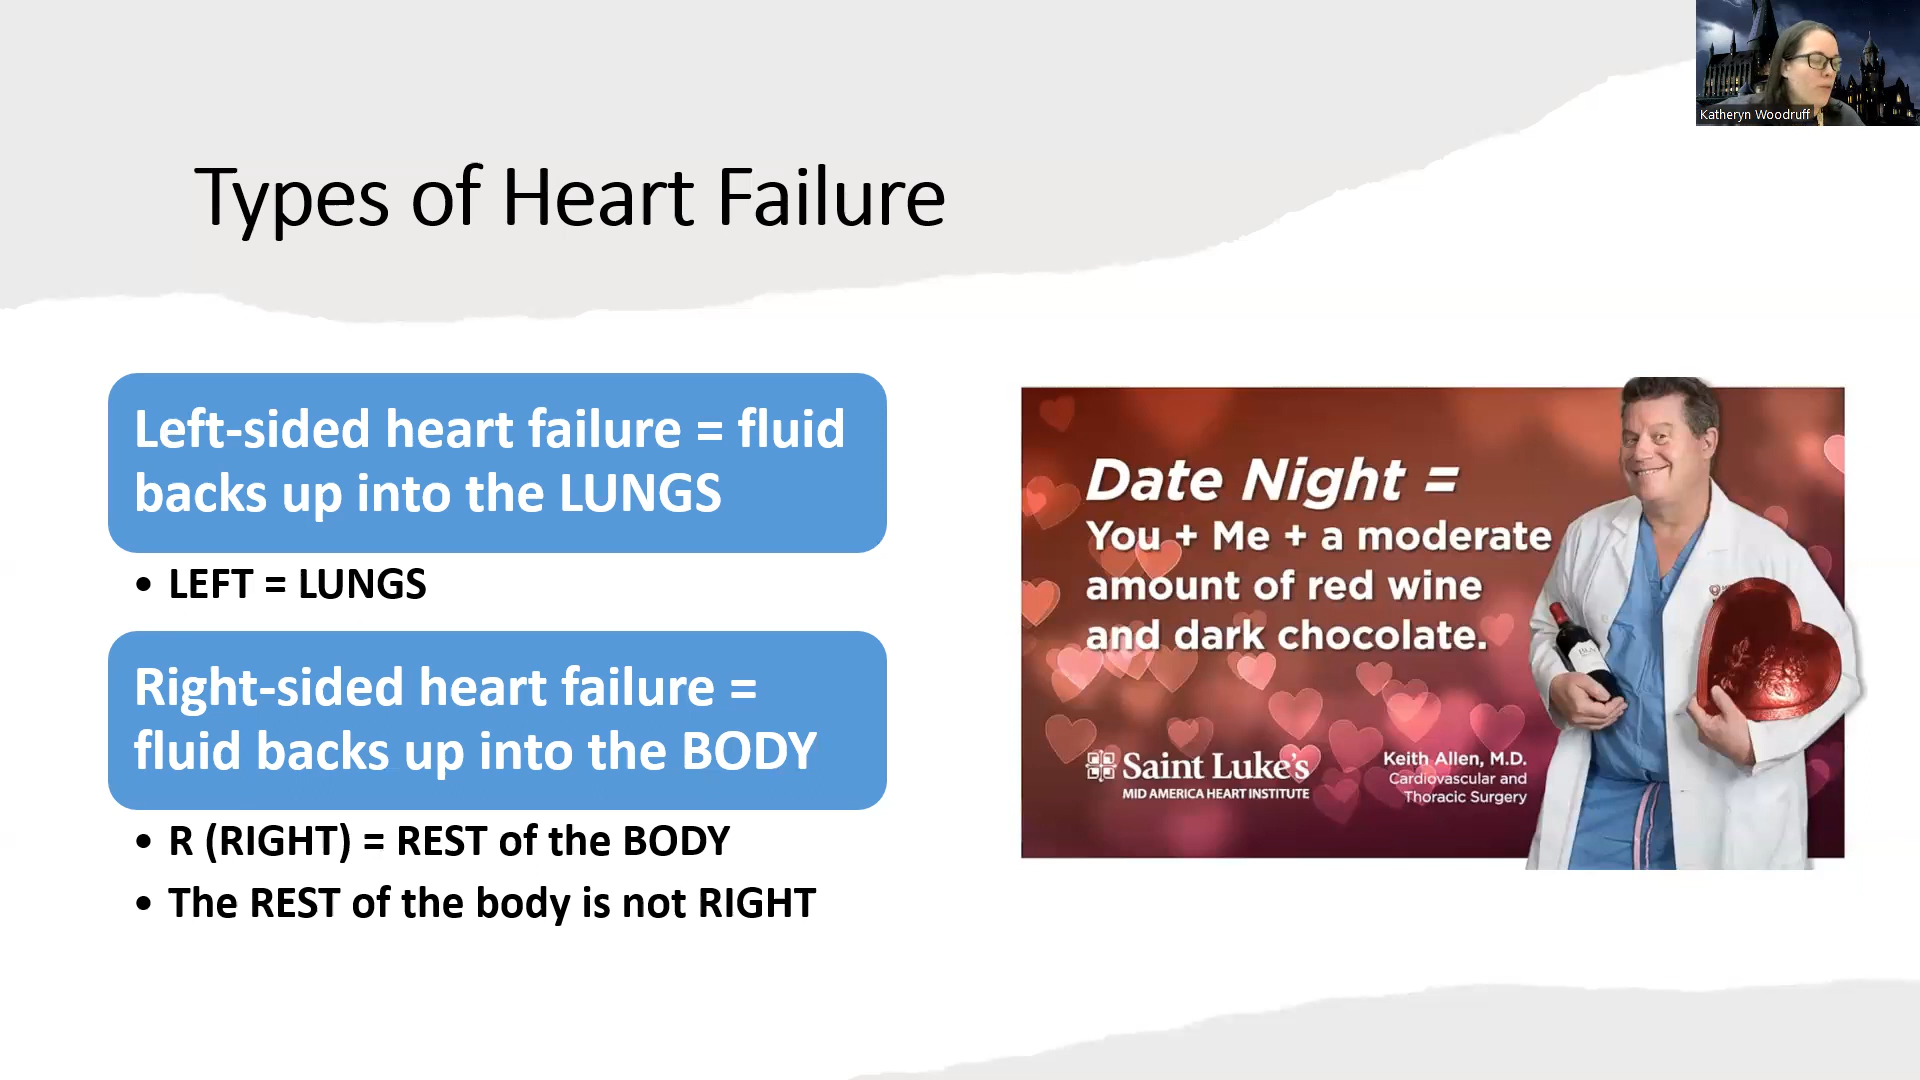 Katheryn Woodruff
Types of Heart Failure
Left-sided heart failure = fluid
backs up into the LUNGS
• LEFT = LUNGS
Right-sided heart failure =
fluid backs up into the BODY
• R (RIGHT) = REST of the BODY
• The REST of the body is not RIGHT
Date Night =
You + Me + a moderate
amount of red wine
and dark chocolate.
Saint Luke's
MID AMERICA HEART INSTITUTE
Keith Allen, M.D.
Cardiovascular and
Thoracic Surgery